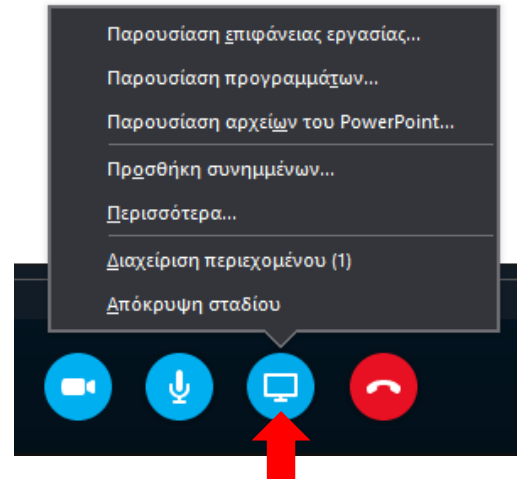 Παρουσίαση επιφάνειας εργασίας...
Παρουσίαση προγραμμάτων...
Παρουσίαση αρχείων του PowerPoint...
Προσθήκη συνημμένων...
Περισσότερα...
Διαχείριση περιεχομένου (1)
Απόκρυψη σταδίου